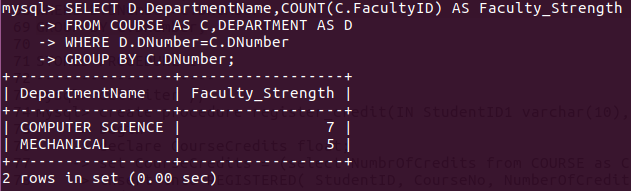 mysql> SELECT D.DepartmentName,COUNT(C.FacultyID) AS Faculty_Strength
-> FROM COURSE AS C,DEPARTMENT AS D
-> WHERE D.DNumber=C.DNumber
-> GROUP BY C.DNumber;
+------------------+------------------+
| DepartmentName | Faculty_Strength |
+------------------+------------------+
| COMPUTER SCIENCE | 7 |
| MECHANICAL | 5 |
+------------------+------------------+
2 rows in set (0.00 sec)